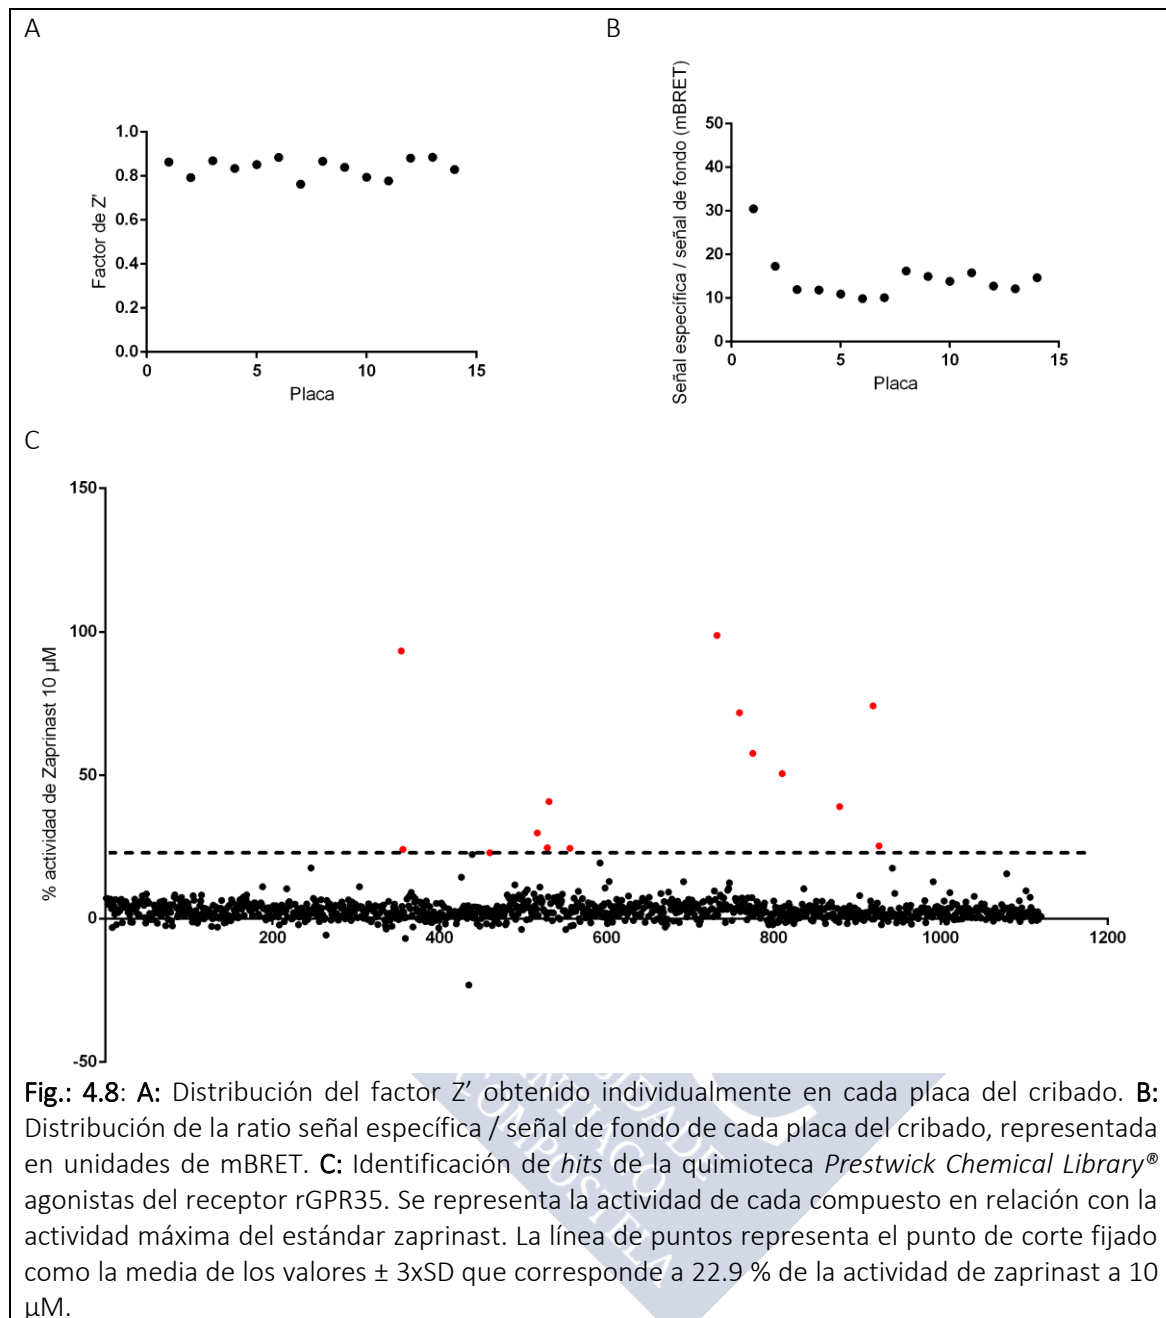 A
B
1.0
0.8
0.6
0.4
0.2
0.0
0
5
10
15
Factor de Z'
Placa
50
40
30
20
10
0
0
5
10
15
Señal específica / señal de fondo (mBRET)
Placa
C
150
100
50
0
-50
200
400
600
800
1000
1200
% actividad de Zaprinast 10 µM
Fig.: 4.8: A: Distribución del factor Z’ obtenido individualmente en cada placa del cribado. B:
Distribución de la ratio señal específica / señal de fondo de cada placa del cribado, representada
en unidades de mBRET. C: Identificación de hits de la quimioteca Prestwick Chemical Library®
agonistas del receptor rGPR35. Se representa la actividad de cada compuesto en relación con la
actividad máxima del estándar zaprinast. La línea de puntos representa el punto de corte fijado
como la media de los valores ± 3xSD que corresponde a 22.9 % de la actividad de zaprinast a 10
µM.